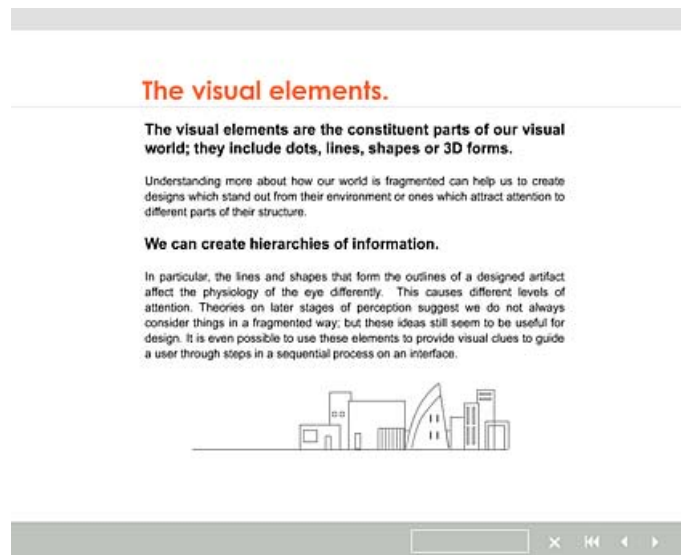 The visual elements.
The visual elements are the constituent parts of our visual
world; they include dots, lines, shapes or 3D forms.
Understanding more about how our world is fragmented can help us to create
designs which stand out from their environment or ones which attract attention to
different parts of their structure.
We can create hierarchies of information.
In particular, the lines and shapes that form the outlines of a designed artifact
affect the physiology of the eye differently. This causes different levels of
attention. Theories on later stages of perception suggest we do not always
consider things in a fragmented way; but these ideas still seem to be useful for
design. It is even possible to use these elements to provide visual clues to guide
a user through steps in a sequential process on an interface.